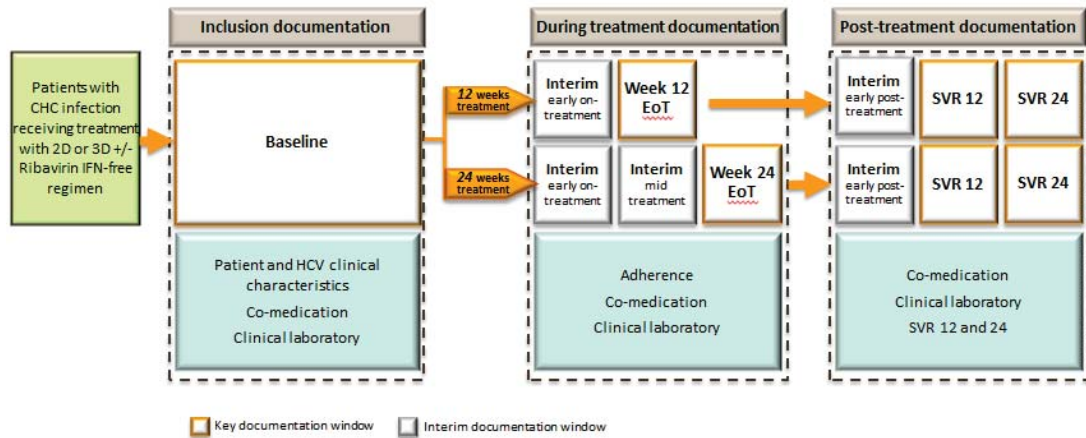 Inclusion documentation
During treatment documentation
Post-treatment documentation
Patients with
CHC infection
receiving treatment
with 2D or 3D +/-
Ribavirin IFN-free
regimen
Baseline
12 weeks
treatment
24 weeks
treatment
Interim
early on-
treatment
Week 12
EoT
Interim
early on-
treatment
Interim
mid
treatment
Week 24
EoT
Interim
early post-
treatment
SVR 12
SVR 24
Interim
early post-
treatment
SVR 12
SVR 24
Patient and HCV clinical
characteristics
Co-medication
Clinical laboratory
Adherence
Co-medication
Clinical laboratory
Co-medication
Clinical laboratory
SVR 12 and 24
Key documentation window
Interim documentation window